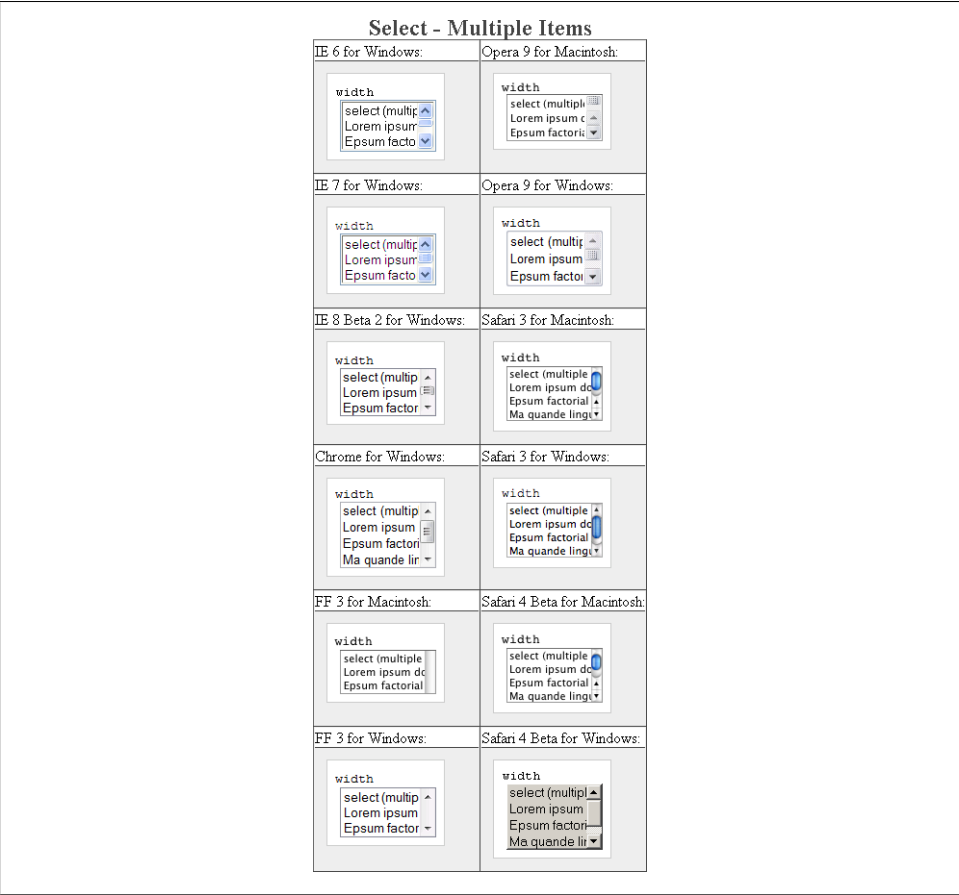 Select - Multiple Items
IE 6 for Windows:
width
select (multip
Lorem ipsum
Epsum facto
Opera 9 for Macintosh:
width
select (multiple
Lorem ipsum d
Epsum factoria
IE 7 for Windows:
width
select (multip
Lorem ipsum
Epsum facto
Opera 9 for Windows:
width
select (multip
Lorem ipsum
Epsum factor
IE 8 Beta 2 for Windows:
width
select (multip
Lorem ipsum
Epsum factor
Safari 3 for Macintosh:
width
select (multiple
Lorem ipsum do
Epsum factorial
Ma quande lingu
Chrome for Windows:
width
select (multip
Lorem ipsum
Epsum factori
Ma quande lin
Safari 3 for Windows:
width
select (multiple
Lorem ipsum do
Epsum factorial
Ma quande lingu
FF 3 for Macintosh:
width
select (multiple
Lorem ipsum do
Epsum factorial
Safari 4 Beta for Macintosh:
width
select (multiple
Lorem ipsum do
Epsum factorial
Ma quande lingu
FF 3 for Windows:
width
select (multip
Lorem ipsum
Epsum factor
Safari 4 Beta for Windows:
width
select (multipl
Lorem ipsum
Epsum factori
Ma quande lin